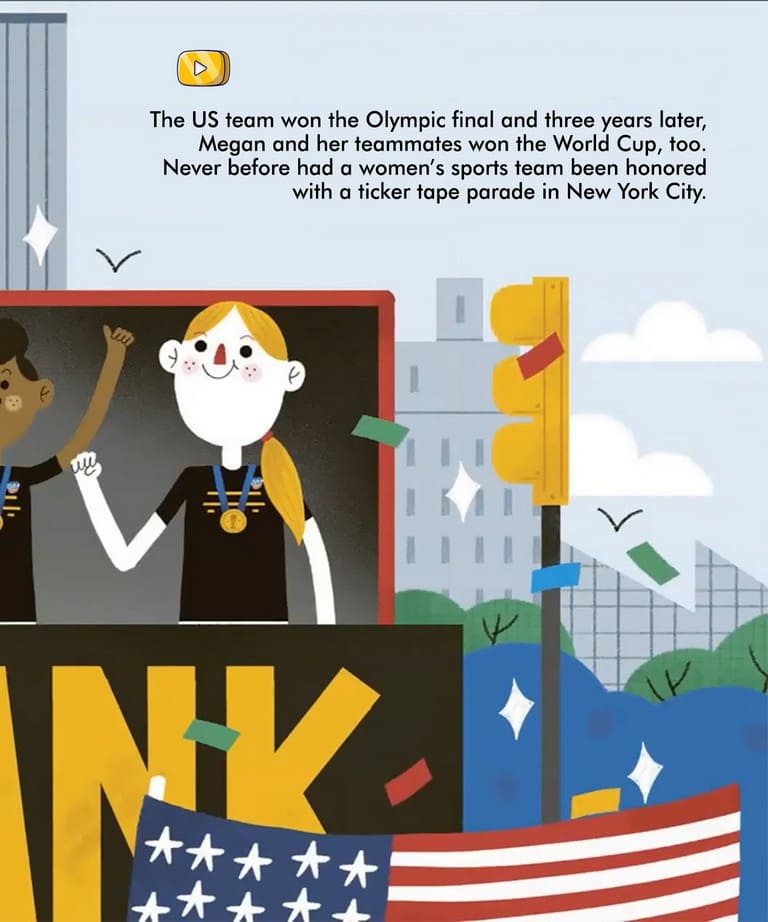 The US team won the Olympic final and three years later,
Megan and her teammates won the World Cup, too.
Never before had a women's sports team been honored
with a ticker tape parade in New York City.
ANK